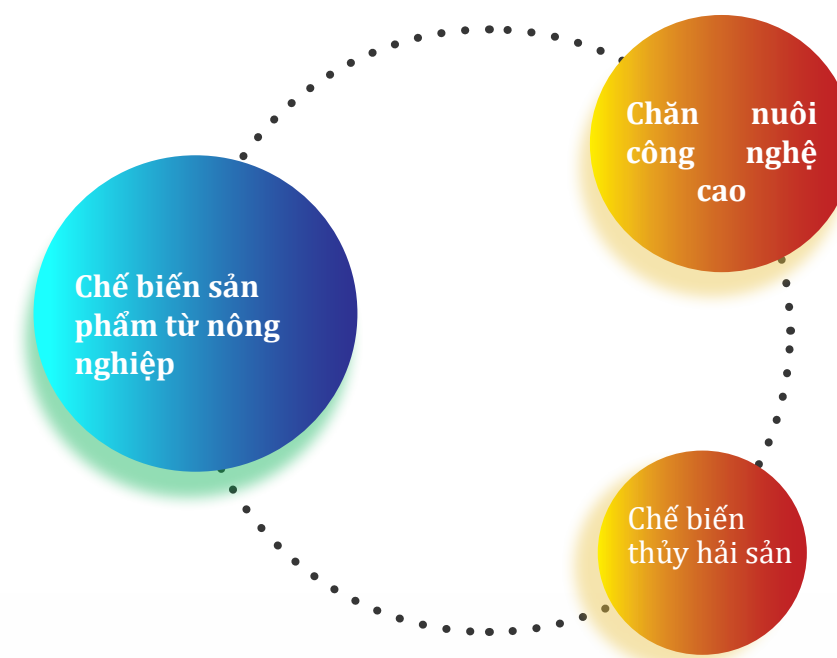 Chăn nuôi
công nghệ
cao
Chế biến sản
phẩm từ nông
nghiệp
Chế biến
thủy hải sản